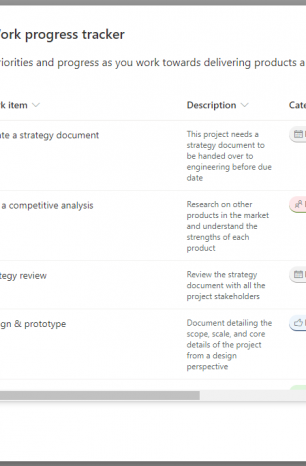 ork progress tracker
riorities and progress as you work towards delivering products a
k item
Description
Cate
ate a strategy document
This project needs a
strategy document to
be handed over to
engineering before due
date
a competitive analysis
Research on other
products in the market
and understand the
strengths of each
product
tegy review
Review the strategy
document with all the
project stakeholders
ign & prototype
Document detailing the
scope, scale, and core
details of the project
from a design
perspective